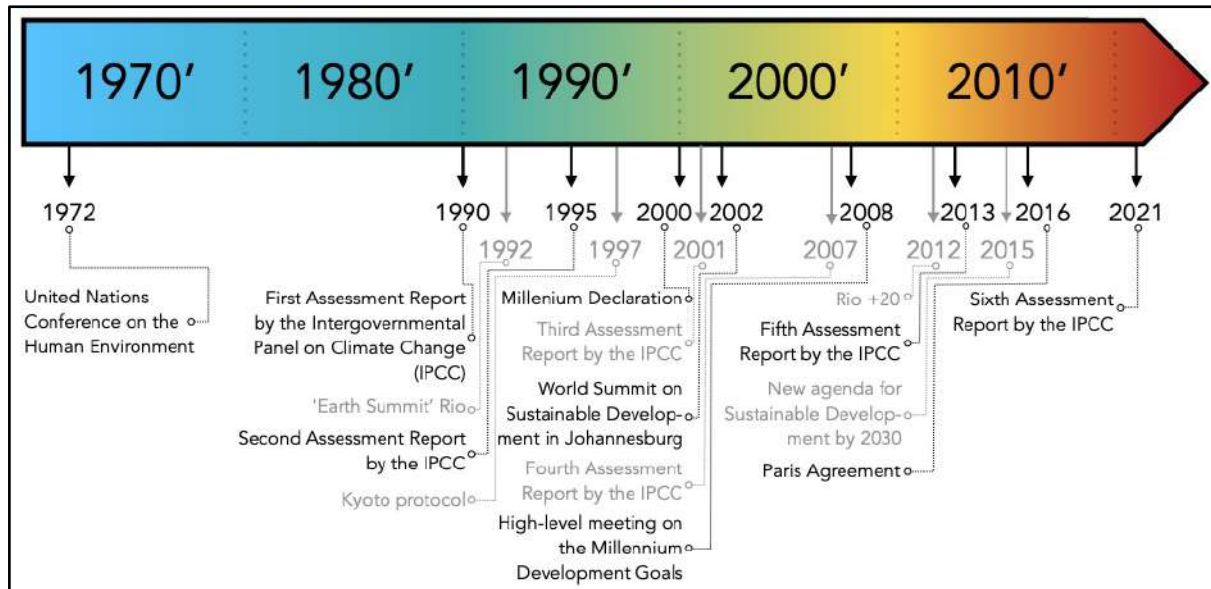 1970’ 1980’ 1990’ 2000’ 2010’
1972 1990 1995 2000 2002 2008 2013 2016 2021
1992 1997 2001 2007 2012 2015
United Nations
Conference on the
Human Environment
First Assessment Report
by the Intergovernmental
Panel on Climate Change
(IPCC)
‘Earth Summit’ Rio
Second Assessment Report
by the IPCC
Kyoto protocol
Millenium Declaration
Third Assessment
Report by the IPCC
World Summit on
Sustainable Develop-
ment in Johannesburg
Fourth Assessment
Report by the IPCC
High-level meeting on
the Millennium
Development Goals
Rio +20
Fifth Assessment
Report by the IPCC
New agenda for
Sustainable Develop-
ment by 2030
Paris Agreement
Sixth Assessment
Report by the IPCC